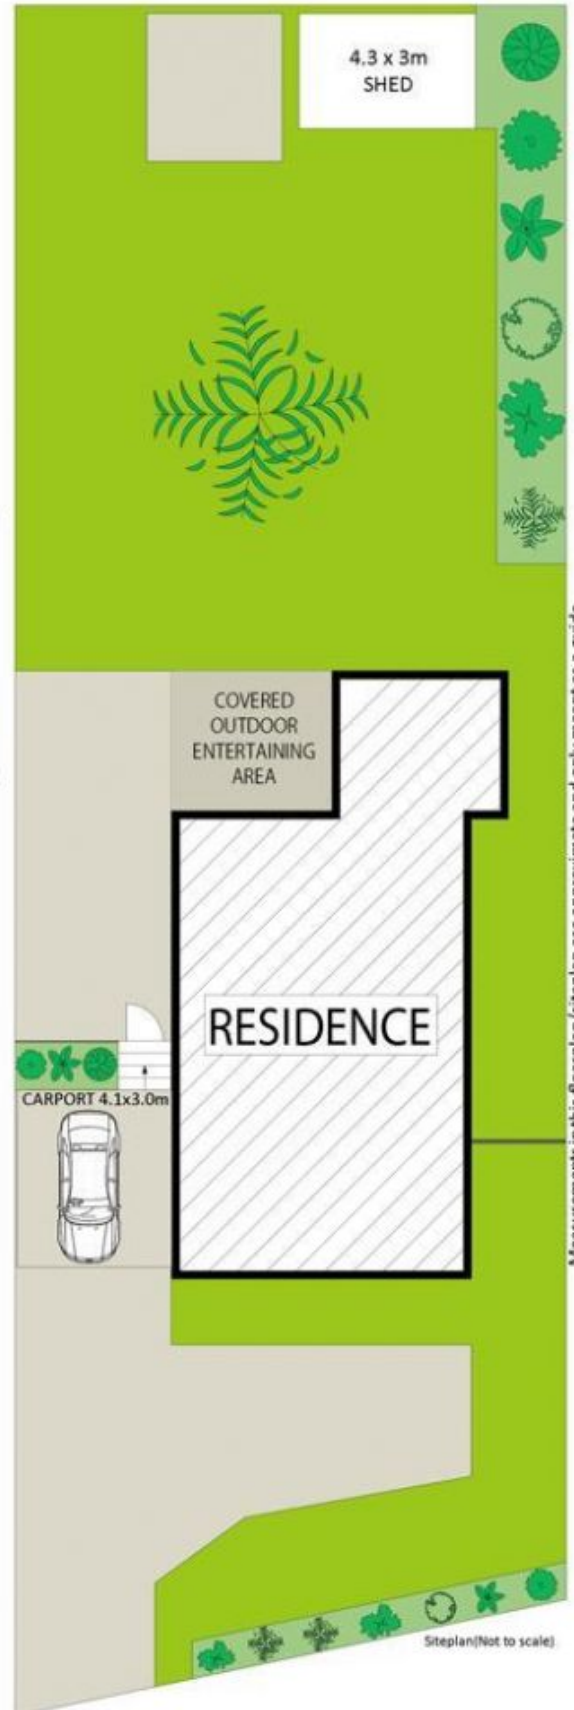 4.3 x 3m
SHED
COVERED
OUTDOOR
ENTERTAINING
AREA
RESIDENCE
CARPORT 4.1x3.0m
Siteplan(Not to scale)